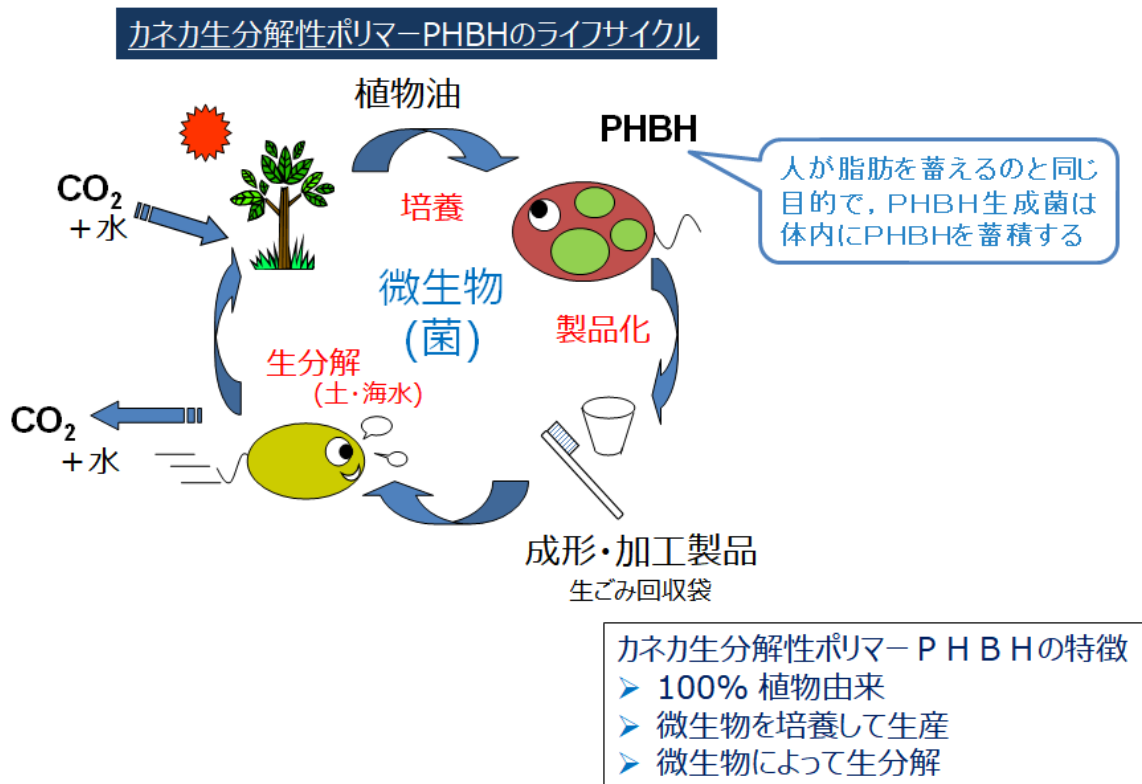 カネカ生分解性ポリマーPHBHのライフサイクル
植物油
PHBH
人が脂肪を蓄えるのと同じ
目的で，ＰＨＢＨ生成菌は
体内にPHBHを蓄積する
CO₂
＋水
培養
微生物
(菌)
製品化
生分解
(土・海水)
CO₂
＋水
成形・加工製品
生ごみ回収袋
カネカ生分解性ポリマーＰＨＢＨの特徴
➢ 100% 植物由来
➢ 微生物を培養して生産
➢ 微生物によって生分解